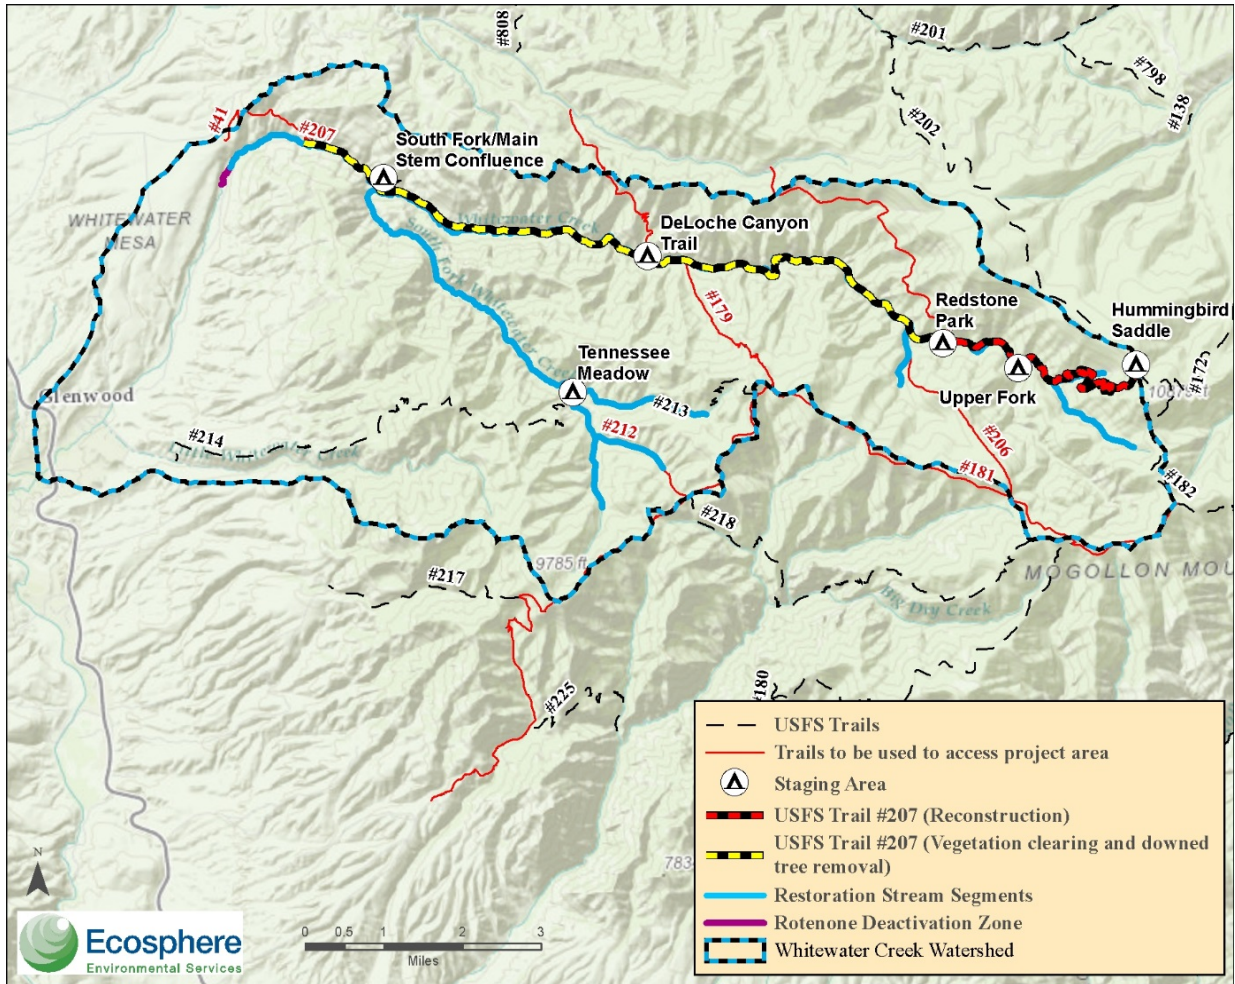 #808
#201
#798
#138
#202
#41
#207
South Fork/Main
Stem Confluence
WHITEWATER
MESA
Whitewater Creek
DeLoche Canyon
Trail
South Fork Whitewater Creek
#179
Redstone
Park
Hummingbird
Saddle
#172
Tennessee
Meadow
Upper Fork
#213
#212
#214
#206
#181
#182
#218
9785 ft
#217
MOGOLLON MOU
Big Dry Creek
#225
#180
USFS Trails
Trails to be used to access project area
Staging Area
USFS Trail #207 (Reconstruction)
USFS Trail #207 (Vegetation clearing and downed
tree removal)
Restoration Stream Segments
Rotenone Deactivation Zone
Whitewater Creek Watershed
N
Ecosphere
Environmental Services
0 0.5 1 2 3
Miles